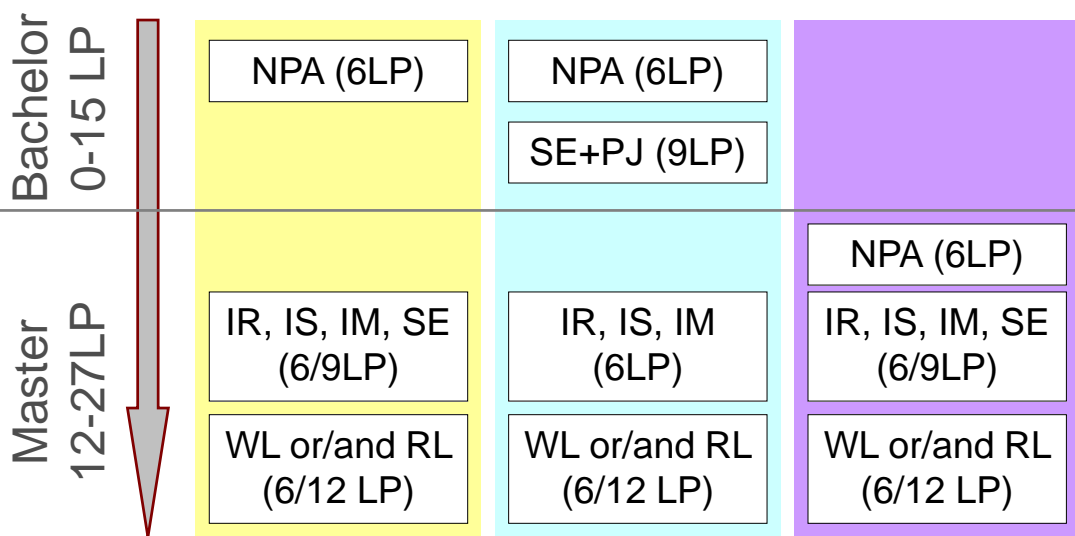 Bachelor
0-15 LP
NPA (6LP)
NPA (6LP)
SE+PJ (9LP)
Master
12-27LP
NPA (6LP)
IR, IS, IM, SE
(6/9LP)
IR, IS, IM
(6LP)
IR, IS, IM, SE
(6/9LP)
WL or/and RL
(6/12 LP)
WL or/and RL
(6/12 LP)
WL or/and RL
(6/12 LP)